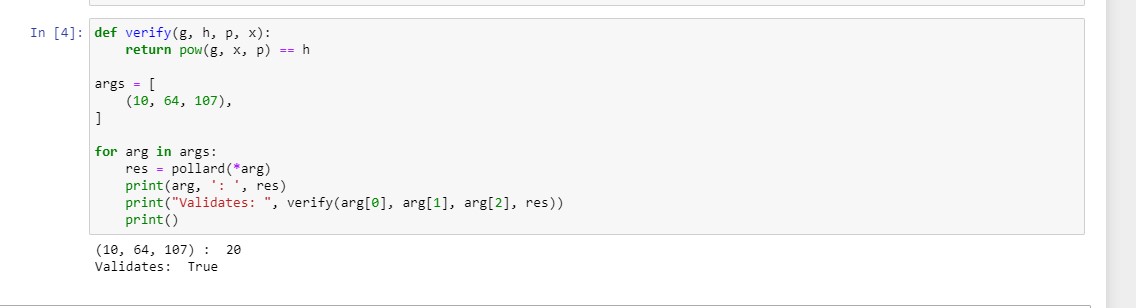 In [4]: def verify(g, h, p, x):
    return pow(g, x, p) == h
args = [
    (10, 64, 107),
]
for arg in args:
    res = pollard(*arg)
    print(arg, ': ', res)
    print("Validates: ", verify(arg[0], arg[1], arg[2], res))
    print()
(10, 64, 107) :  20
Validates:  True